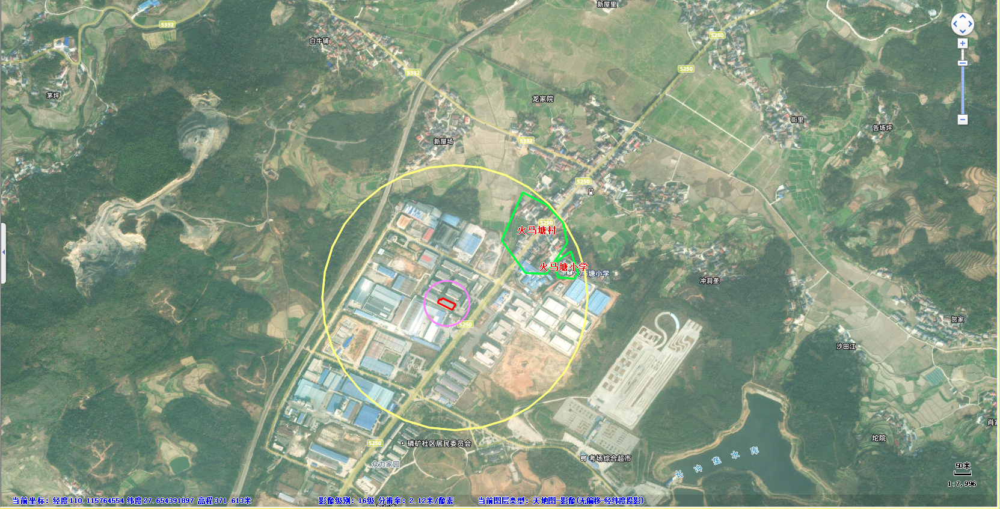 新屋里
S332
S250
白牛铺
S250
S332
茅坪
龙家院
街里
告场坪
S332
新屋场
S250
S250
火马塘村
火马塘小学
马塘小学
冲洞垄
贺家
S250
沙田江
S250
磷矿社区居民委员会
坨院
长冲垄水库
考场综合超市
众力家园
50米
1:7,996
当前坐标: 经度110.115764554 纬度27.654391897 高程371.613米
影像级别: 16级 分辨率: 2.12米/像素
当前图层类型: 天地图-影像(无偏移-经纬度投影)